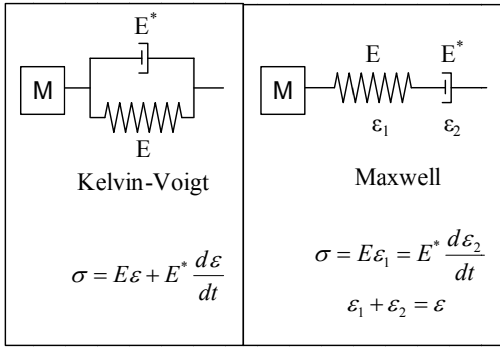 E*
M
E
Kelvin-Voigt
σ = Eε + E* dε/dt
E E*
M
ε₁ ε₂
Maxwell
σ = Eε₁ = E* dε₂/dt
ε₁ + ε₂ = ε